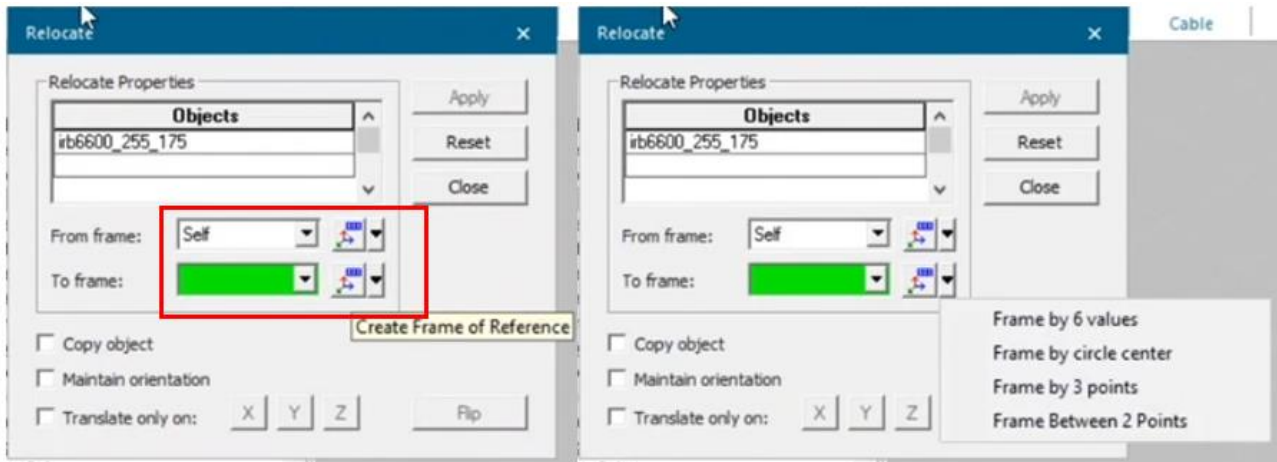 Relocate
Relocate Properties
Objects
irb6600_255_175
Apply
Reset
Close
From frame: Self
To frame:
Create Frame of Reference
Copy object
Maintain orientation
Translate only on: X Y Z Flip
Relocate
Relocate Properties
Objects
irb6600_255_175
Apply
Reset
Close
From frame: Self
To frame:
Frame by 6 values
Frame by circle center
Frame by 3 points
Frame Between 2 Points
Copy object
Maintain orientation
Translate only on: X Y Z
Cable